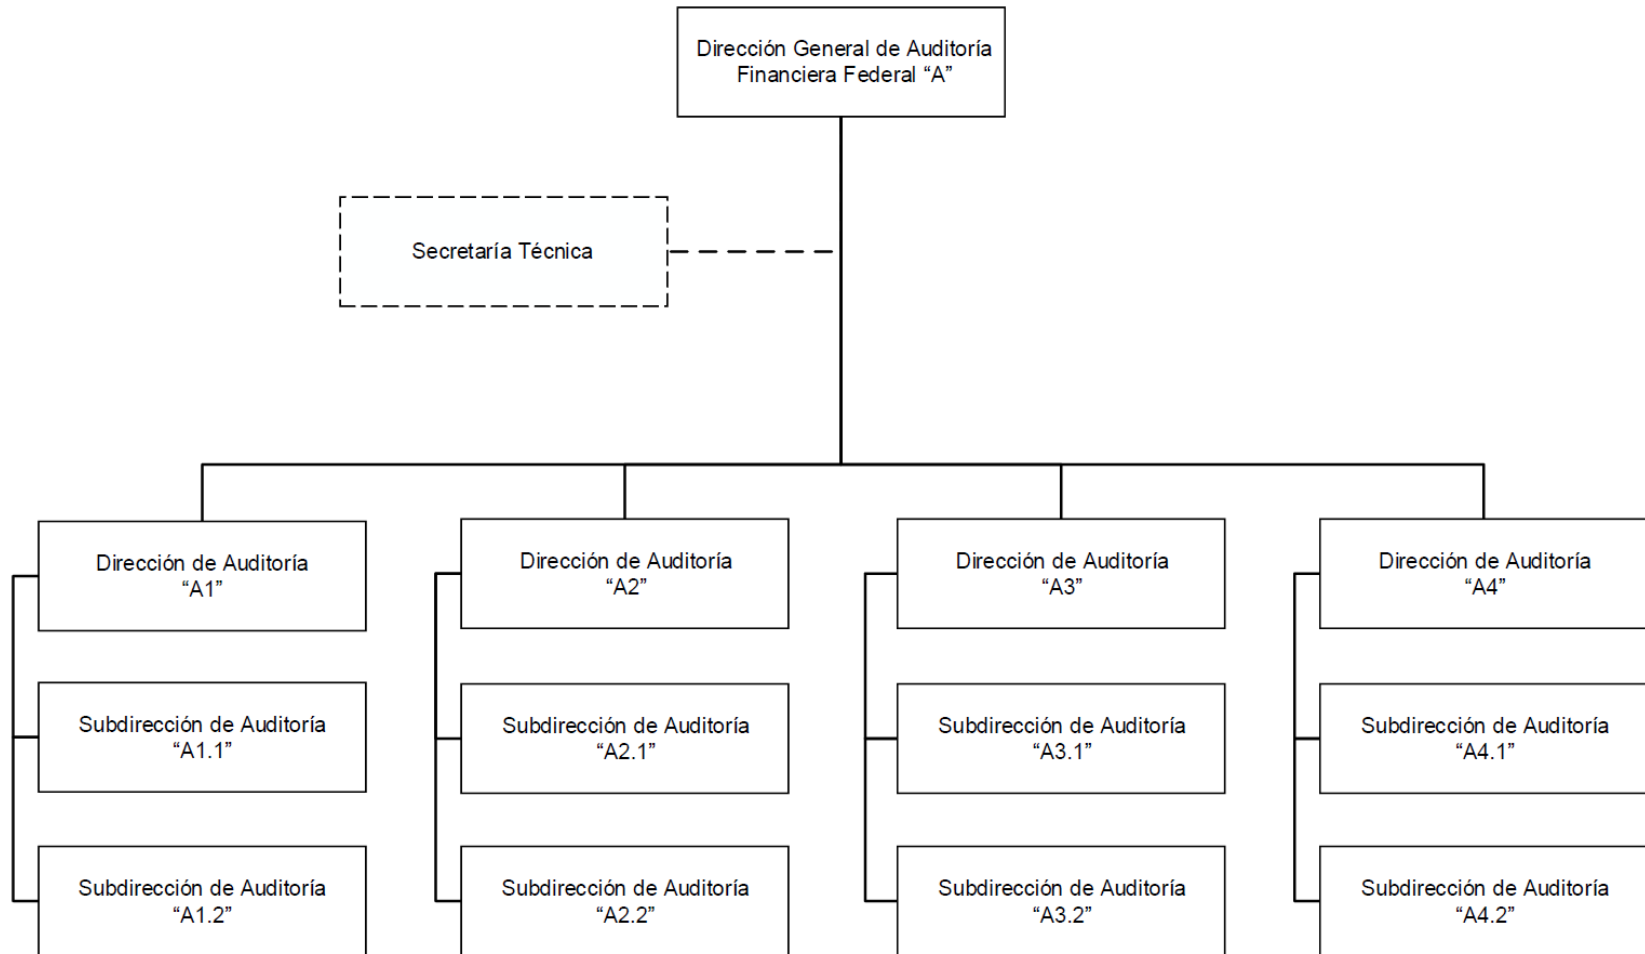 Dirección General de Auditoría
Financiera Federal “A”
Secretaría Técnica
Dirección de Auditoría
“A1”
Dirección de Auditoría
“A2”
Dirección de Auditoría
“A3”
Dirección de Auditoría
“A4”
Subdirección de Auditoría
“A1.1”
Subdirección de Auditoría
“A2.1”
Subdirección de Auditoría
“A3.1”
Subdirección de Auditoría
“A4.1”
Subdirección de Auditoría
“A1.2”
Subdirección de Auditoría
“A2.2”
Subdirección de Auditoría
“A3.2”
Subdirección de Auditoría
“A4.2”